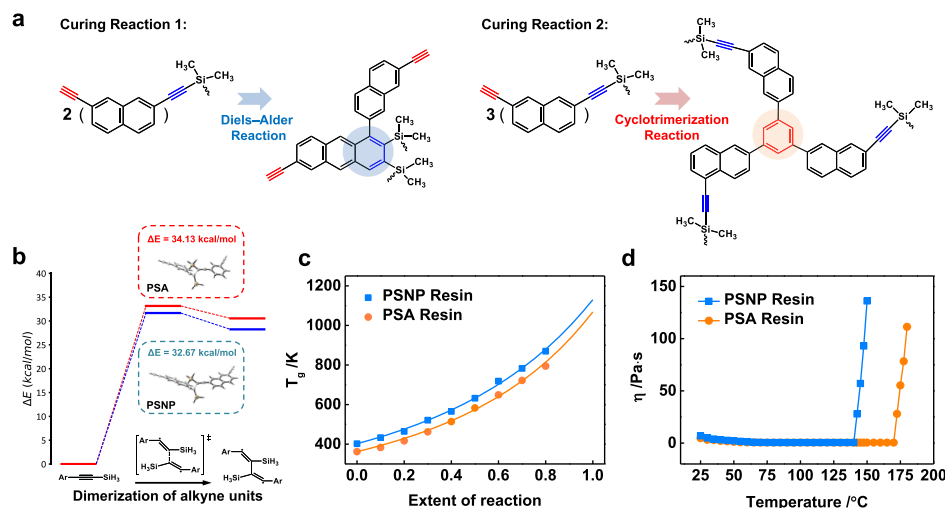 a
Curing Reaction 1:
Curing Reaction 2:
2 (
)
CH₃
Si
CH₃
Diels–Alder
Reaction
CH₃
Si
CH₃
CH₃
Si
CH₃
3 (
)
CH₃
Si
CH₃
Cyclotrimerization
Reaction
Si
CH₃
CH₃
CH₃
Si
CH₃
CH₃
Si
CH₃
b
ΔE (kcal/mol)
40
35
30
25
20
15
10
5
0
ΔE = 34.13 kcal/mol
PSA
ΔE = 32.67 kcal/mol
PSNP
Ar
SiH₃
Ar
SiH₃
H₃Si
Ar
‡
Ar
SiH₃
H₃Si
Ar
Dimerization of alkyne units
c
PSNP Resin
PSA Resin
Tg /K
1200
1000
800
600
400
0.0 0.2 0.4 0.6 0.8 1.0
Extent of reaction
d
PSNP Resin
PSA Resin
η /Pa·s
150
100
50
0
25 50 75 100 125 150 175 200
Temperature /°C